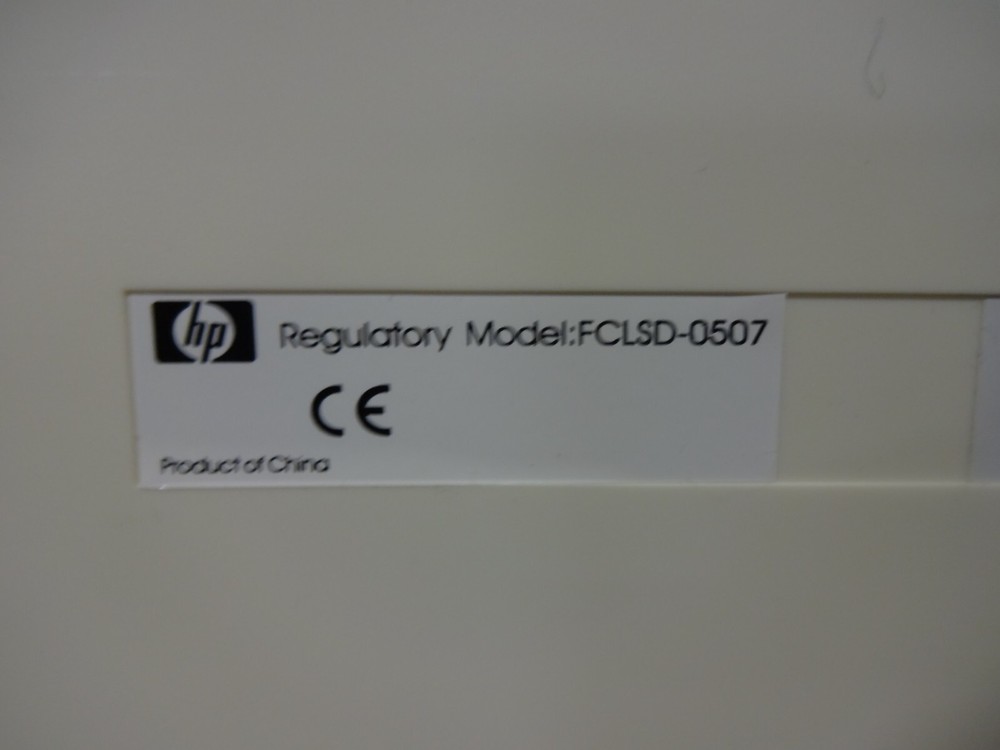 hp Regulatory Model:FCLSD-0507
CE
Product of China